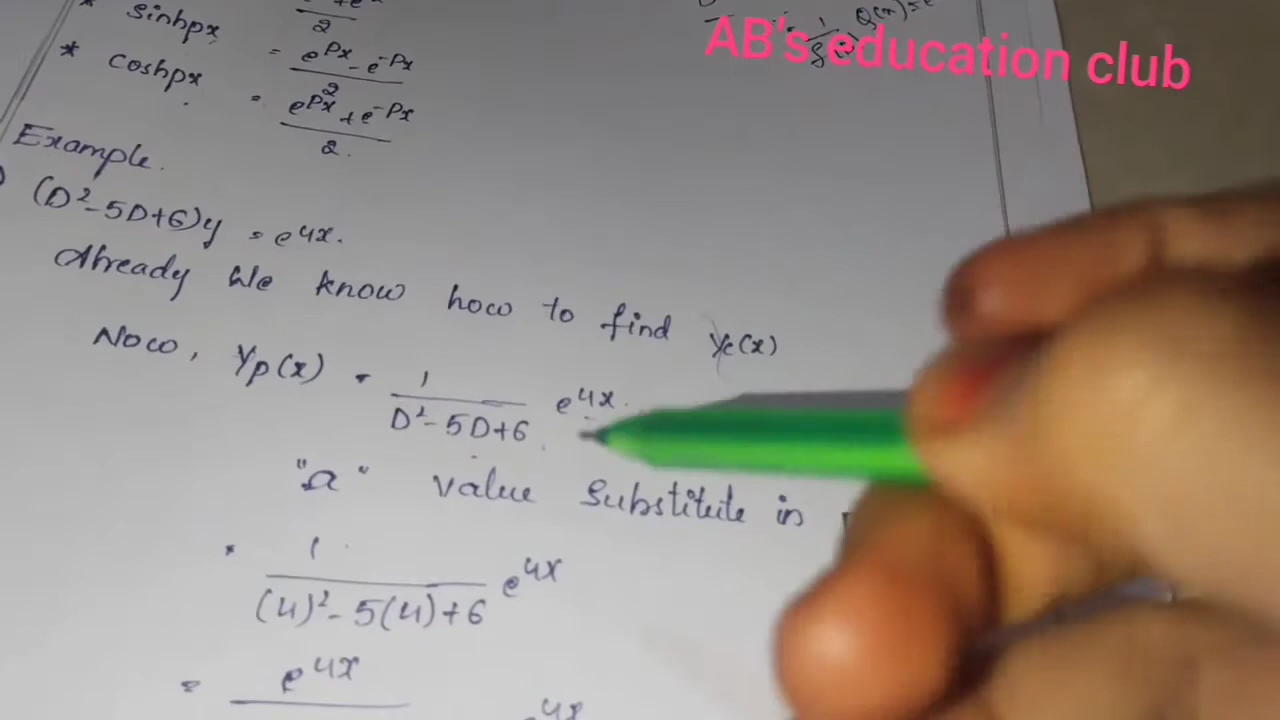 AB's education club
* sinhpx = e^px - e^-px / 2
* coshpx = e^px + e^-px / 2.
Example.
(D²-5D+6)y = e^4x.
Already We know how to find yc(x)
Now, yp(x) = 1 / D²-5D+6 e^4x.
"a" value substitute in
= 1 / (4)²-5(4)+6 e^4x
= e^4x
e^4x